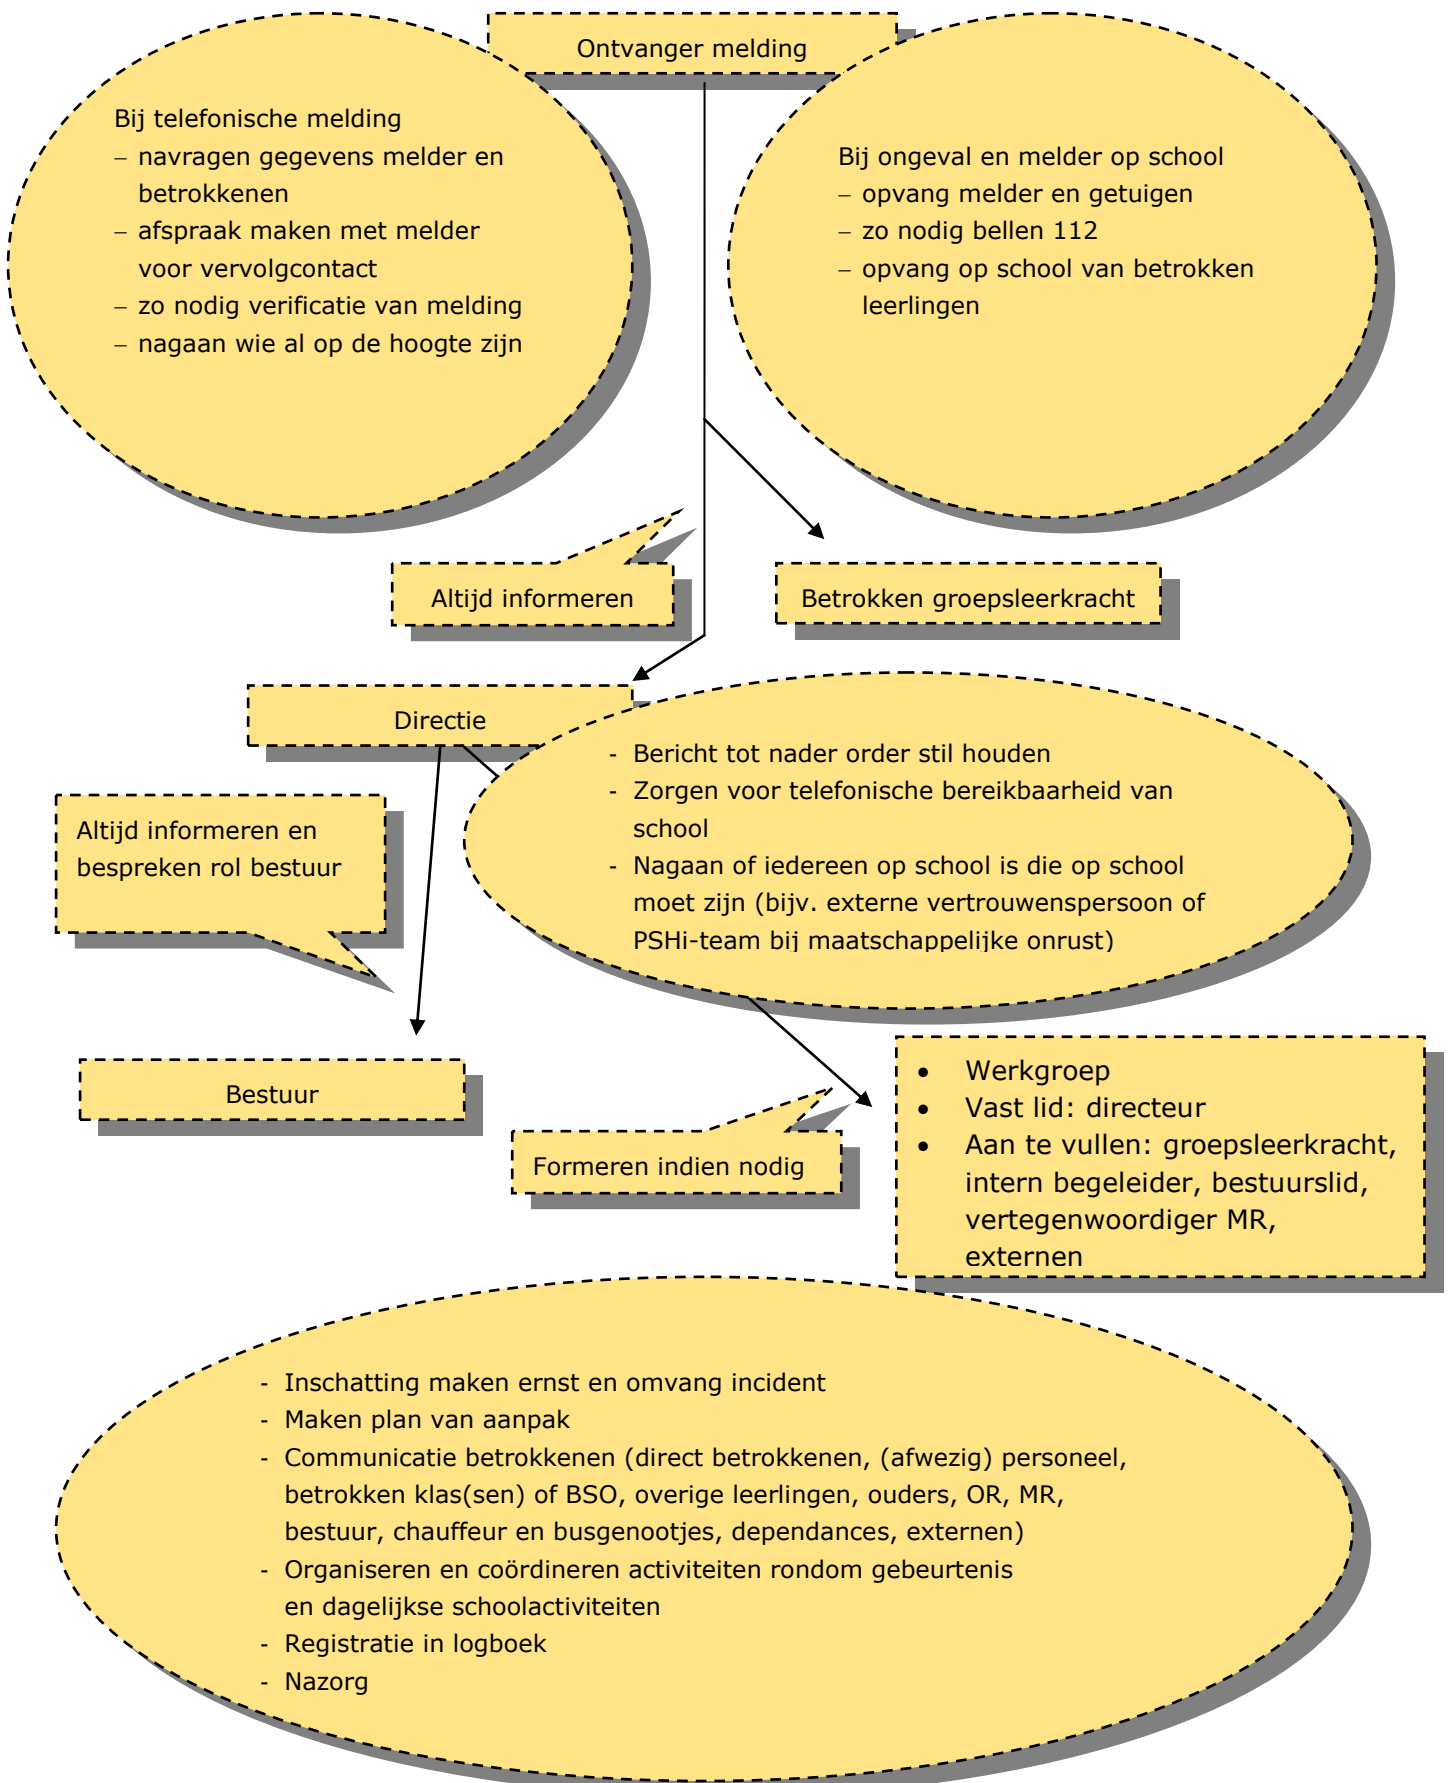 Ontvanger melding
Bij telefonische melding
– navragen gegevens melder en
betrokkenen
– afspraak maken met melder
voor vervolgcontact
– zo nodig verificatie van melding
– nagaan wie al op de hoogte zijn
Bij ongeval en melder op school
– opvang melder en getuigen
– zo nodig bellen 112
– opvang op school van betrokken
leerlingen
Altijd informeren
Betrokken groepsleerkracht
Directie
- Bericht tot nader order stil houden
- Zorgen voor telefonische bereikbaarheid van
school
- Nagaan of iedereen op school is die op school
moet zijn (bijv. externe vertrouwenspersoon of
PSHi-team bij maatschappelijke onrust)
Altijd informeren en
bespreken rol bestuur
Bestuur
Formeren indien nodig
• Werkgroep
• Vast lid: directeur
• Aan te vullen: groepsleerkracht,
intern begeleider, bestuurslid,
vertegenwoordiger MR,
externen
- Inschatting maken ernst en omvang incident
- Maken plan van aanpak
- Communicatie betrokkenen (direct betrokkenen, (afwezig) personeel,
betrokken klas(sen) of BSO, overige leerlingen, ouders, OR, MR,
bestuur, chauffeur en busgenootjes, dependances, externen)
- Organiseren en coördineren activiteiten rondom gebeurtenis
en dagelijkse schoolactiviteiten
- Registratie in logboek
- Nazorg